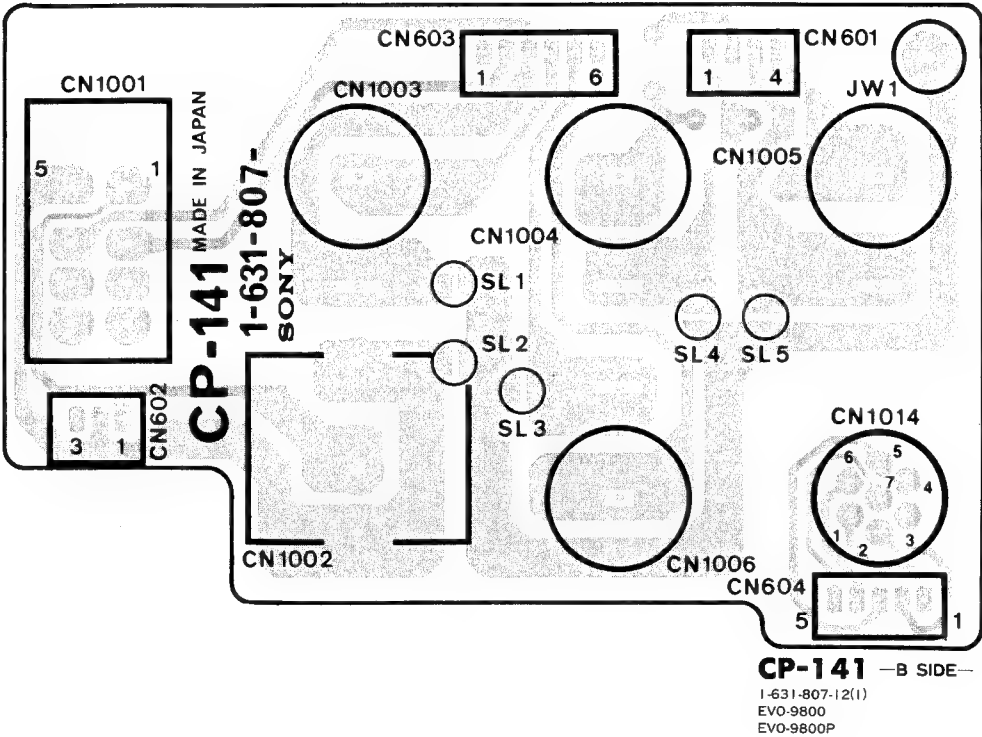 CN603
CN601
1 6
1 4
CN1001
CN1003
JW1
5 1
CN1005
CN1004
CP-141 MADE IN JAPAN
1-631-807-
SONY
SL1
SL2
SL3
SL4 SL5
CN602
3 1
CN1014
6 5
7 4
1 2 3
CN1002
CN1006
CN604
5 1
CP-141 —B SIDE—
1-631-807-12(1)
EVO-9800
EVO-9800P